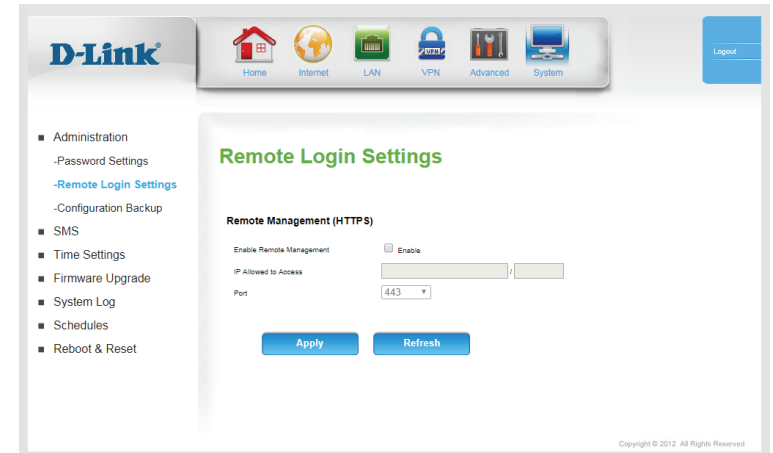 D-Link
Home Internet LAN VPN Advanced System
Logout
Administration
-Password Settings
-Remote Login Settings
-Configuration Backup
SMS
Time Settings
Firmware Upgrade
System Log
Schedules
Reboot & Reset
Remote Login Settings
Remote Management (HTTPS)
Enable Remote Management Enable
IP Allowed to Access /
Port 443
Apply Refresh
Copyright © 2012 All Rights Reserved